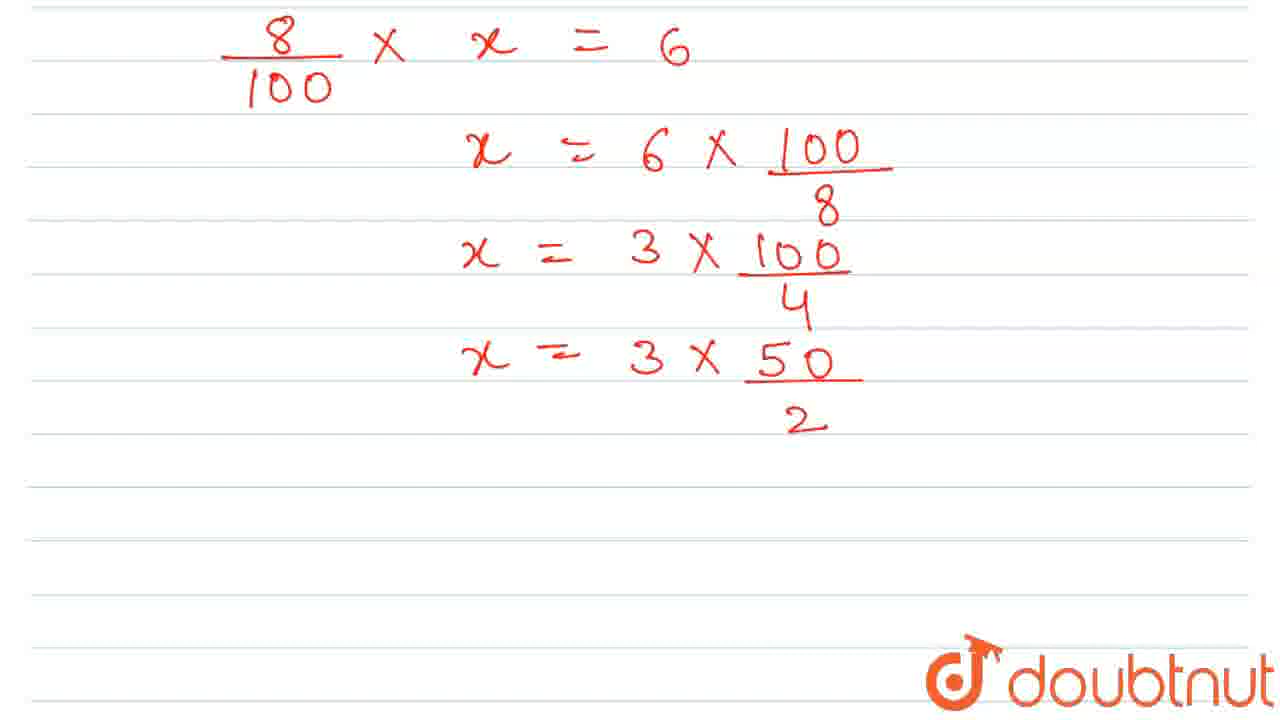 8/100 × x = 6
x = 6 × 100/8
x = 3 × 100/4
x = 3 × 50/2
doubtnut